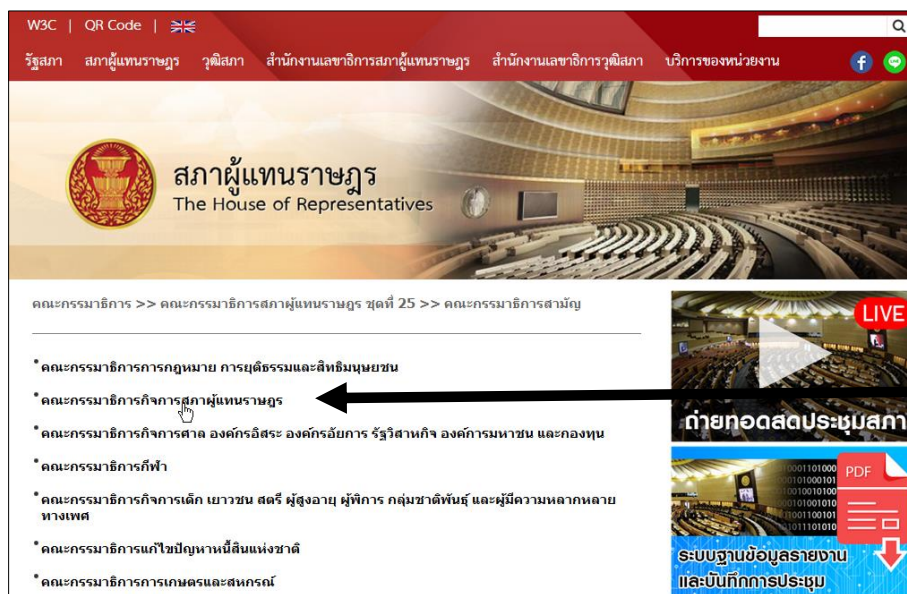 W3C | QR Code |
รัฐสภา สภาผู้แทนราษฎร วุฒิสภา สำนักงานเลขาธิการสภาผู้แทนราษฎร สำนักงานเลขาธิการวุฒิสภา บริการของหน่วยงาน
สภาผู้แทนราษฎร
The House of Representatives
คณะกรรมาธิการ >> คณะกรรมาธิการสภาผู้แทนราษฎร ชุดที่ 25 >> คณะกรรมาธิการสามัญ
คณะกรรมาธิการการกฎหมาย การยุติธรรมและสิทธิมนุษยชน
คณะกรรมาธิการกิจการสภาผู้แทนราษฎร
คณะกรรมาธิการกิจการศาล องค์กรอิสระ องค์กรอัยการ รัฐวิสาหกิจ องค์การมหาชน และกองทุน
คณะกรรมาธิการกีฬา
คณะกรรมาธิการกิจการเด็ก เยาวชน สตรี ผู้สูงอายุ ผู้พิการ กลุ่มชาติพันธุ์ และผู้มีความหลากหลาย
ทางเพศ
คณะกรรมาธิการแก้ไขปัญหาหนี้สินแห่งชาติ
คณะกรรมาธิการการเกษตรและสหกรณ์
LIVE
ถ่ายทอดสดประชุมสภา
PDF
ระบบฐานข้อมูลรายงาน
และบันทึกการประชุม